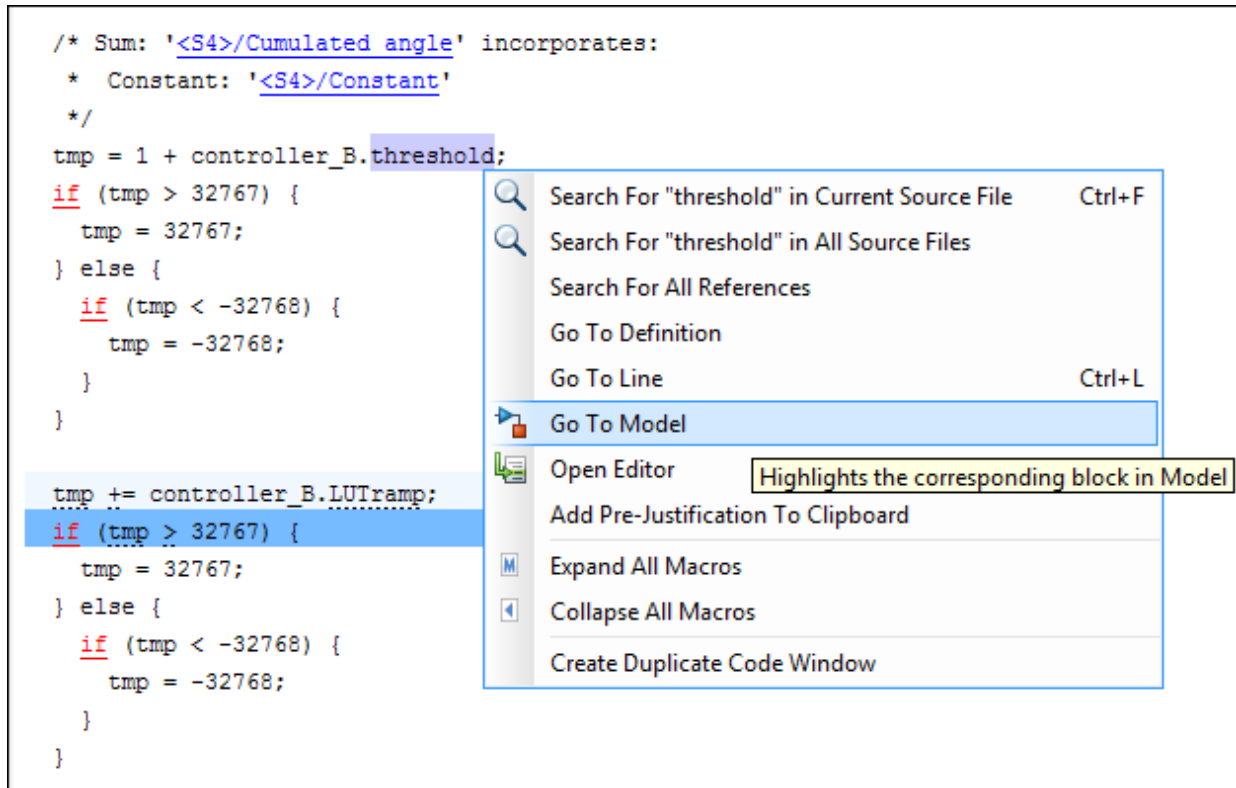 /* Sum: '<S4>/Cumulated angle' incorporates:
 *  Constant: '<S4>/Constant'
 */
tmp = 1 + controller_B.threshold;
if (tmp > 32767) {
  tmp = 32767;
} else {
  if (tmp < -32768) {
    tmp = -32768;
  }
}
tmp += controller_B.LUTramp;
if (tmp > 32767) {
  tmp = 32767;
} else {
  if (tmp < -32768) {
    tmp = -32768;
  }
}
Search For "threshold" in Current Source File Ctrl+F
Search For "threshold" in All Source Files
Search For All References
Go To Definition
Go To Line Ctrl+L
Go To Model
Open Editor
Highlights the corresponding block in Model
Add Pre-Justification To Clipboard
M Expand All Macros
Collapse All Macros
Create Duplicate Code Window